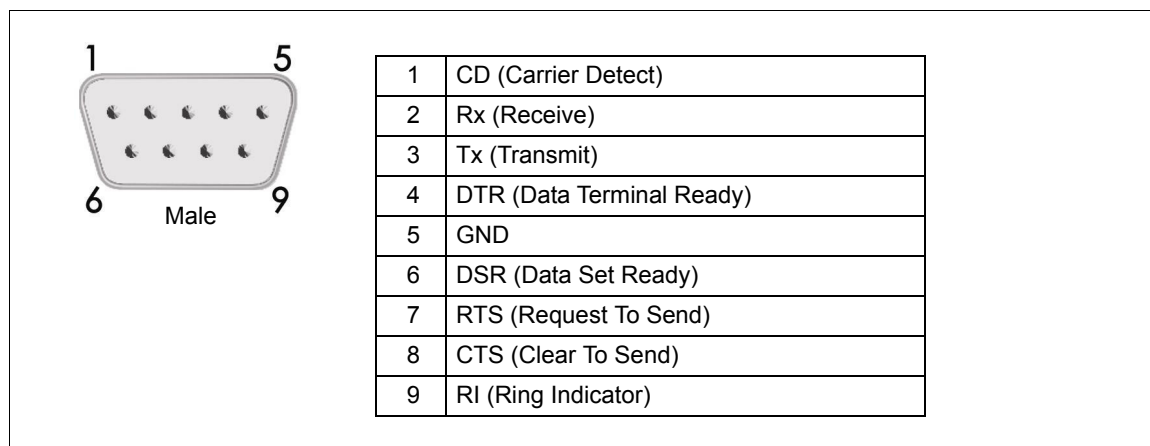 1 5
6 9
Male
1 CD (Carrier Detect)
2 Rx (Receive)
3 Tx (Transmit)
4 DTR (Data Terminal Ready)
5 GND
6 DSR (Data Set Ready)
7 RTS (Request To Send)
8 CTS (Clear To Send)
9 RI (Ring Indicator)